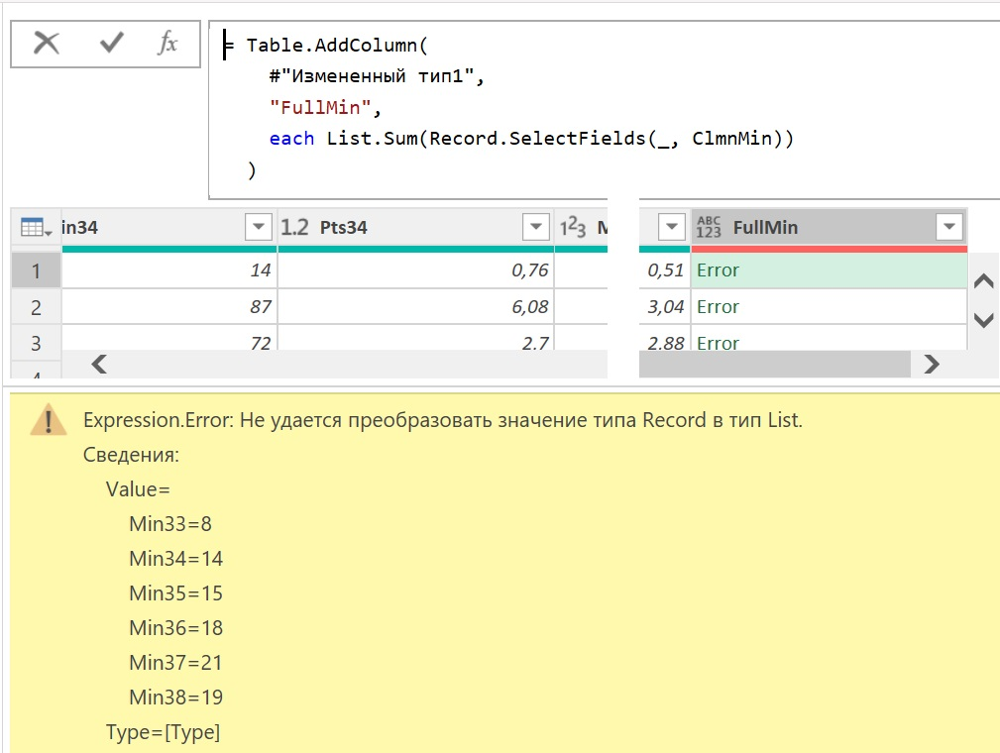 fx
= Table.AddColumn(
#"Измененный тип1",
"FullMin",
each List.Sum(Record.SelectFields(_, ClmnMin))
)
in34 1.2 Pts34 123 ABC 123 FullMin
1 14 0,76 0,51 Error
2 87 6,08 3,04 Error
3 72 2,7 2,88 Error
4
Expression.Error: Не удается преобразовать значение типа Record в тип List.
Сведения:
Value=
Min33=8
Min34=14
Min35=15
Min36=18
Min37=21
Min38=19
Type=[Type]